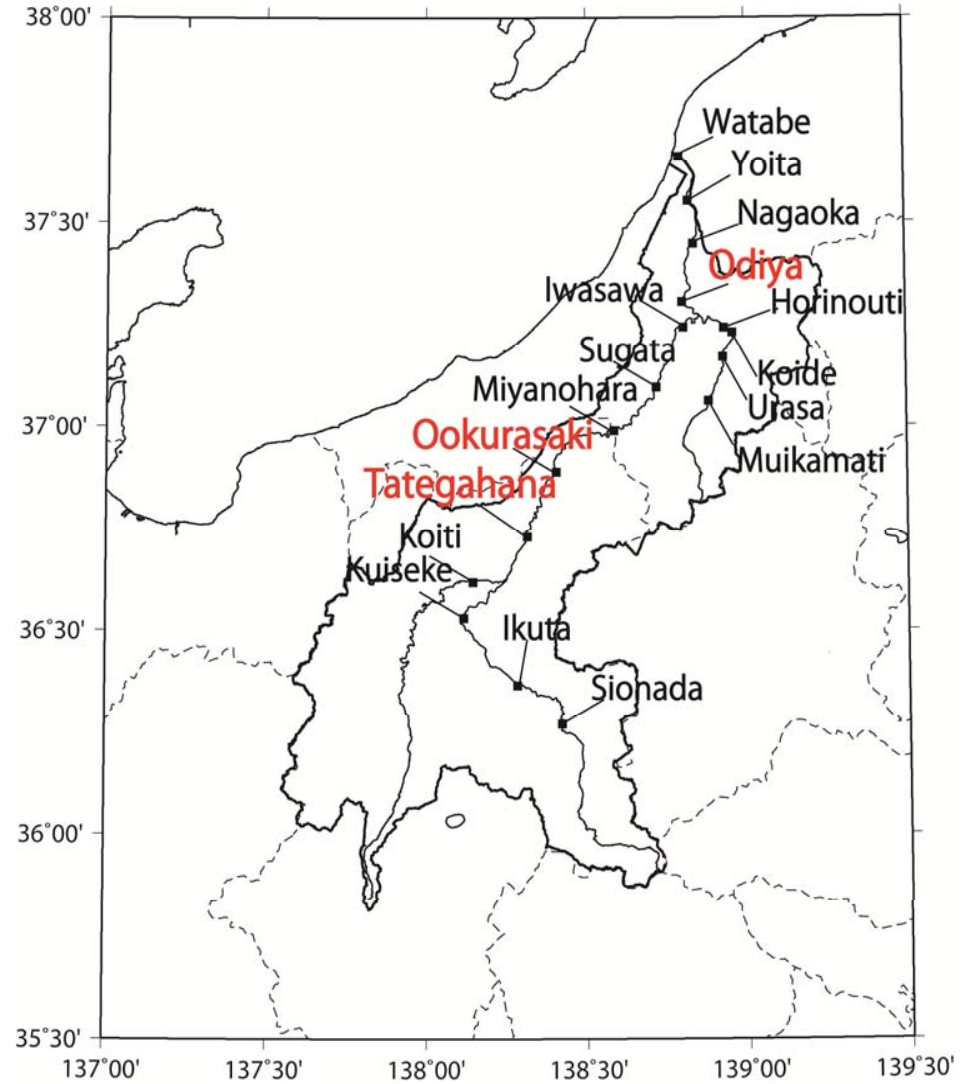 38°00'
Watabe
Yoita
37°30'
Nagaoka
Odiya
Iwasawa
Horinouti
Sugata
Koide
Miyanohara
Urasa
37°00'
Ookurasaki
Muikamati
Tategahana
Koiti
Kuiseke
36°30'
Ikuta
Sionada
36°00'
35°30'
137°00' 137°30' 138°00' 138°30' 139°00' 139°30'